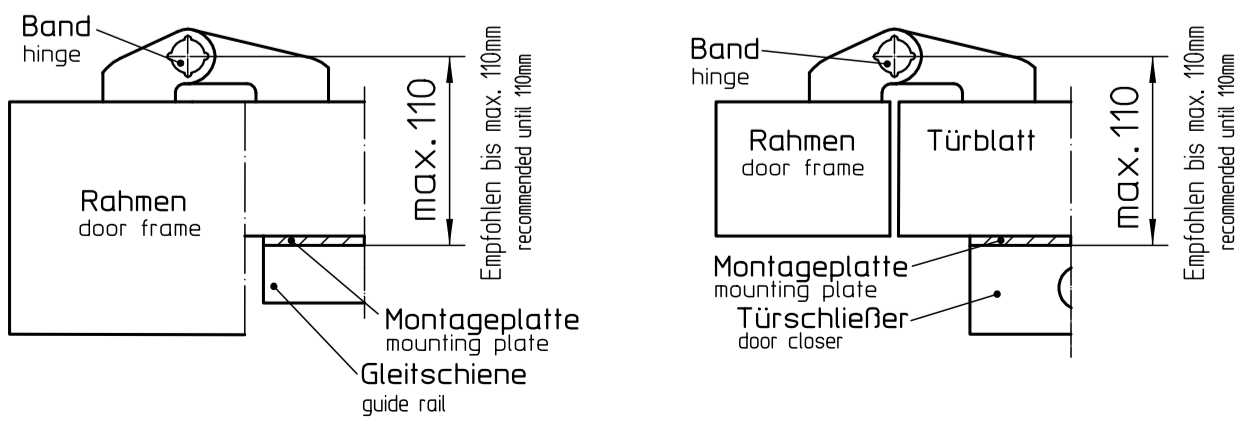 Band
hinge
Rahmen
door frame
max. 110
Empfohlen bis max. 110mm
recommended until 110mm
Montageplatte
mounting plate
Gleitschiene
guide rail
Band
hinge
Rahmen
door frame
Türblatt
max. 110
Empfohlen bis max. 110mm
recommended until 110mm
Montageplatte
mounting plate
Türschließer
door closer